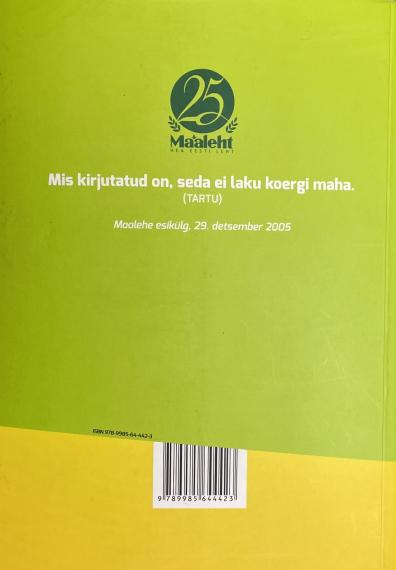 25
Maaleht
HEA EESTI LEHT
Mis kirjutatud on, seda ei laku koergi maha.
(TARTU)
Maalehe esikülg, 29. detsember 2005
ISBN 978-9985-64-442-3
9 789985 644423